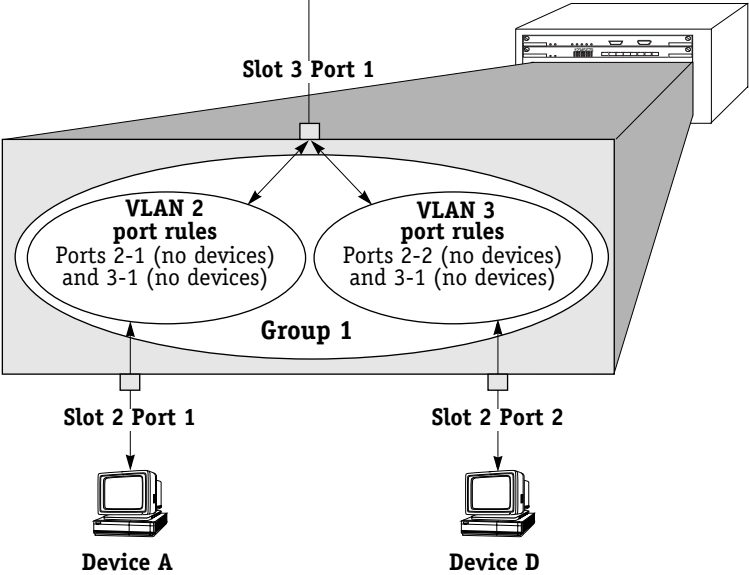 Slot 3 Port 1
VLAN 2
port rules
Ports 2-1 (no devices)
and 3-1 (no devices)
VLAN 3
port rules
Ports 2-2 (no devices)
and 3-1 (no devices)
Group 1
Slot 2 Port 1
Slot 2 Port 2
Device A
Device D